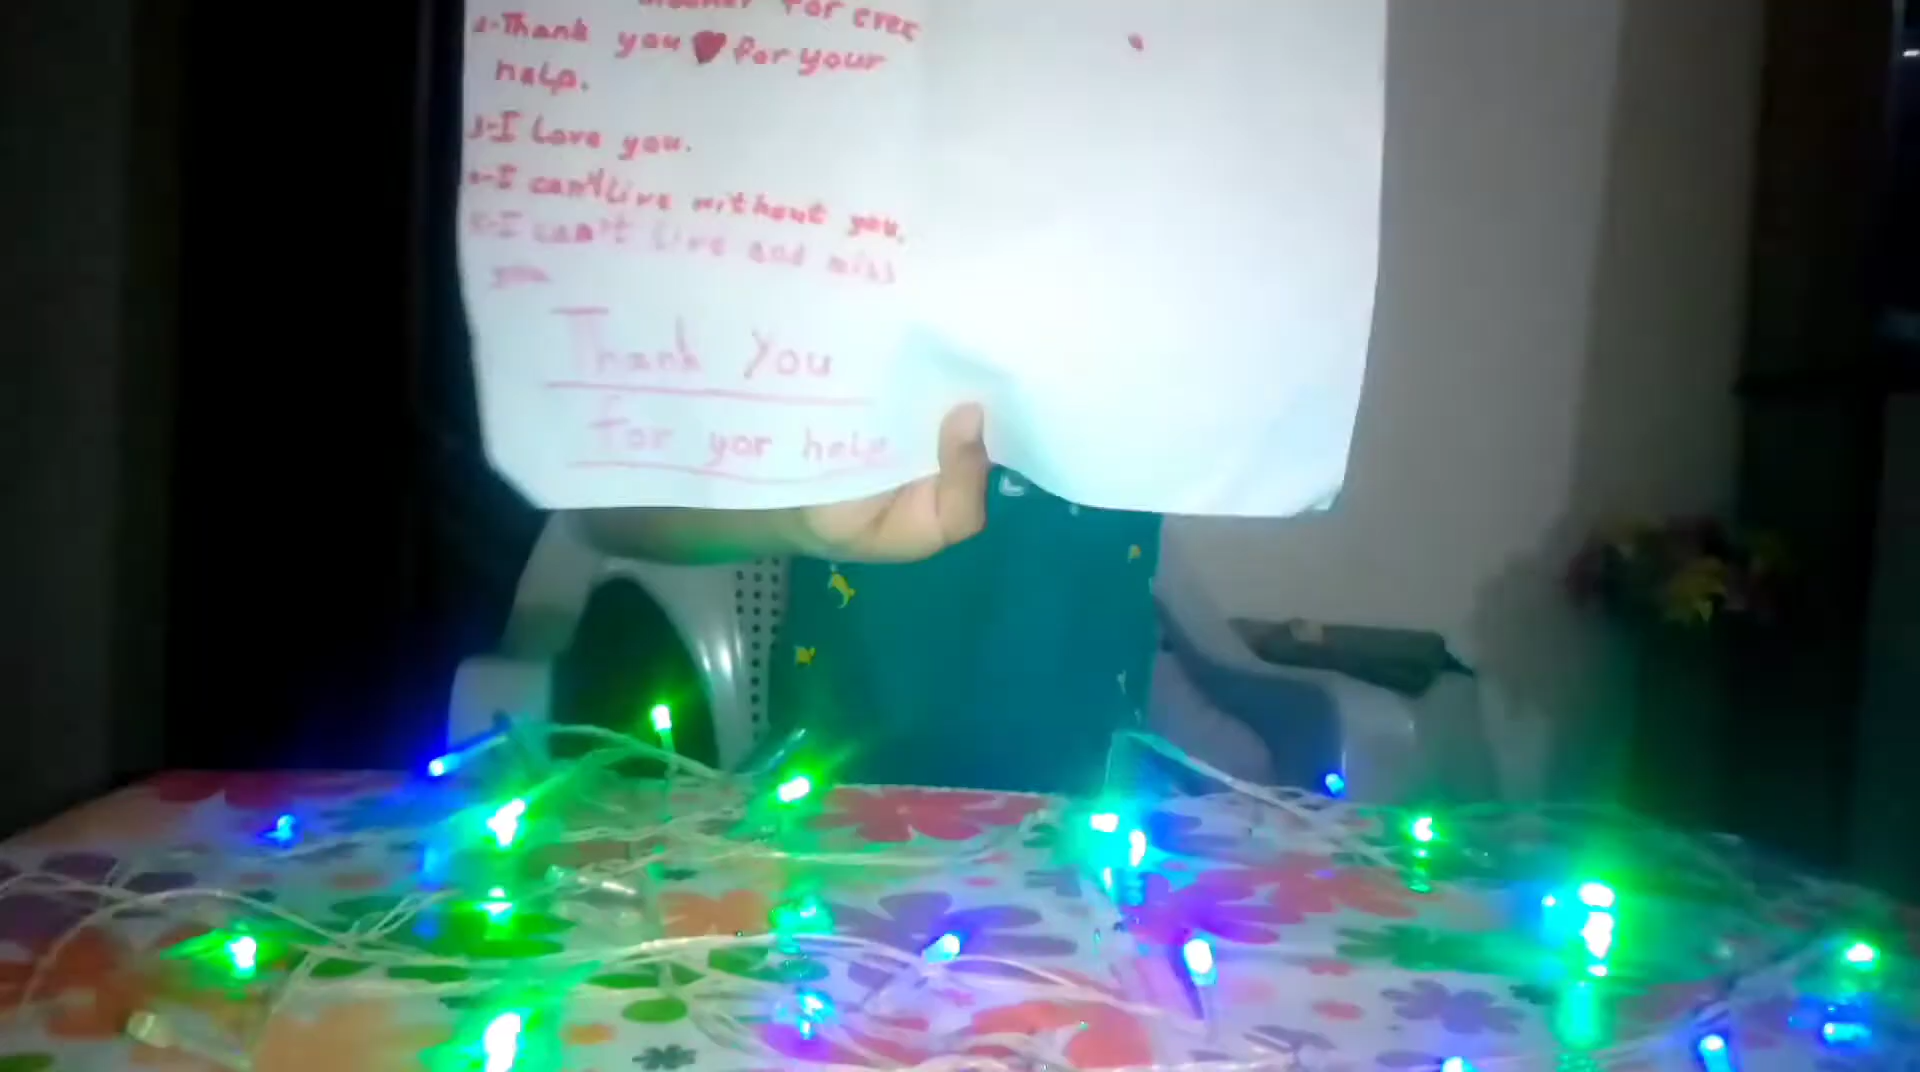 for ever
2-Thank you for your
help.
3-I Love you.
4-I can't Live without you.
5-I can't Live and miss
you
Thank You
for yor help